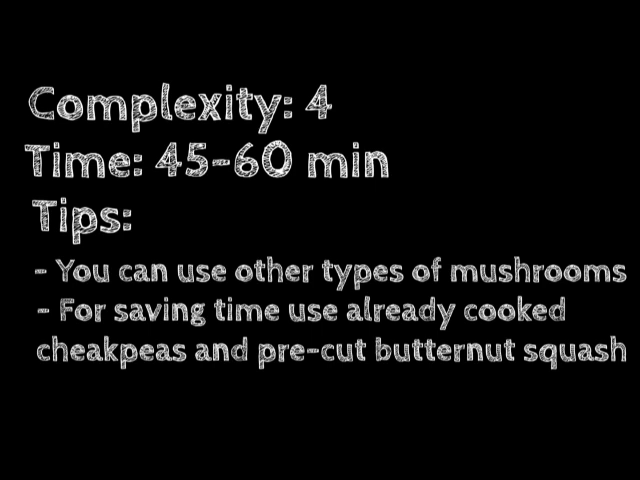 Complexity: 4
Time: 45-60 min
Tips:
- You can use other types of mushrooms
- For saving time use already cooked
cheakpeas and pre-cut butternut squash